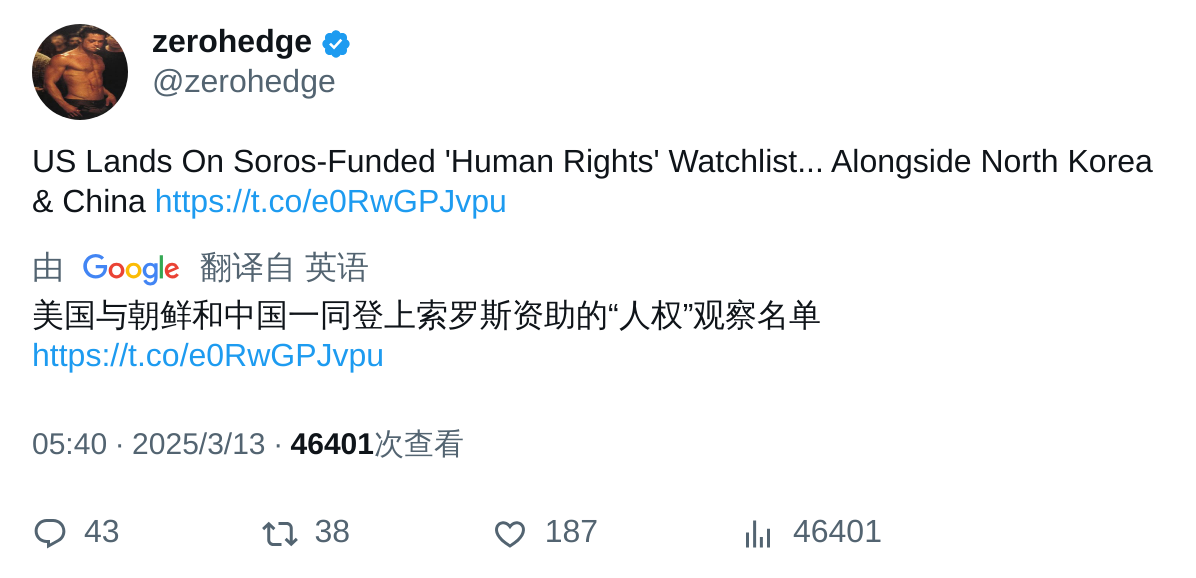 zerohedge
@zerohedge
US Lands On Soros-Funded 'Human Rights' Watchlist... Alongside North Korea
& China https://t.co/e0RwGPJvpu
由 Google 翻译自 英语
美国与朝鲜和中国一同登上索罗斯资助的“人权”观察名单
https://t.co/e0RwGPJvpu
05:40 · 2025/3/13 · 46401次查看
43 38 187 46401